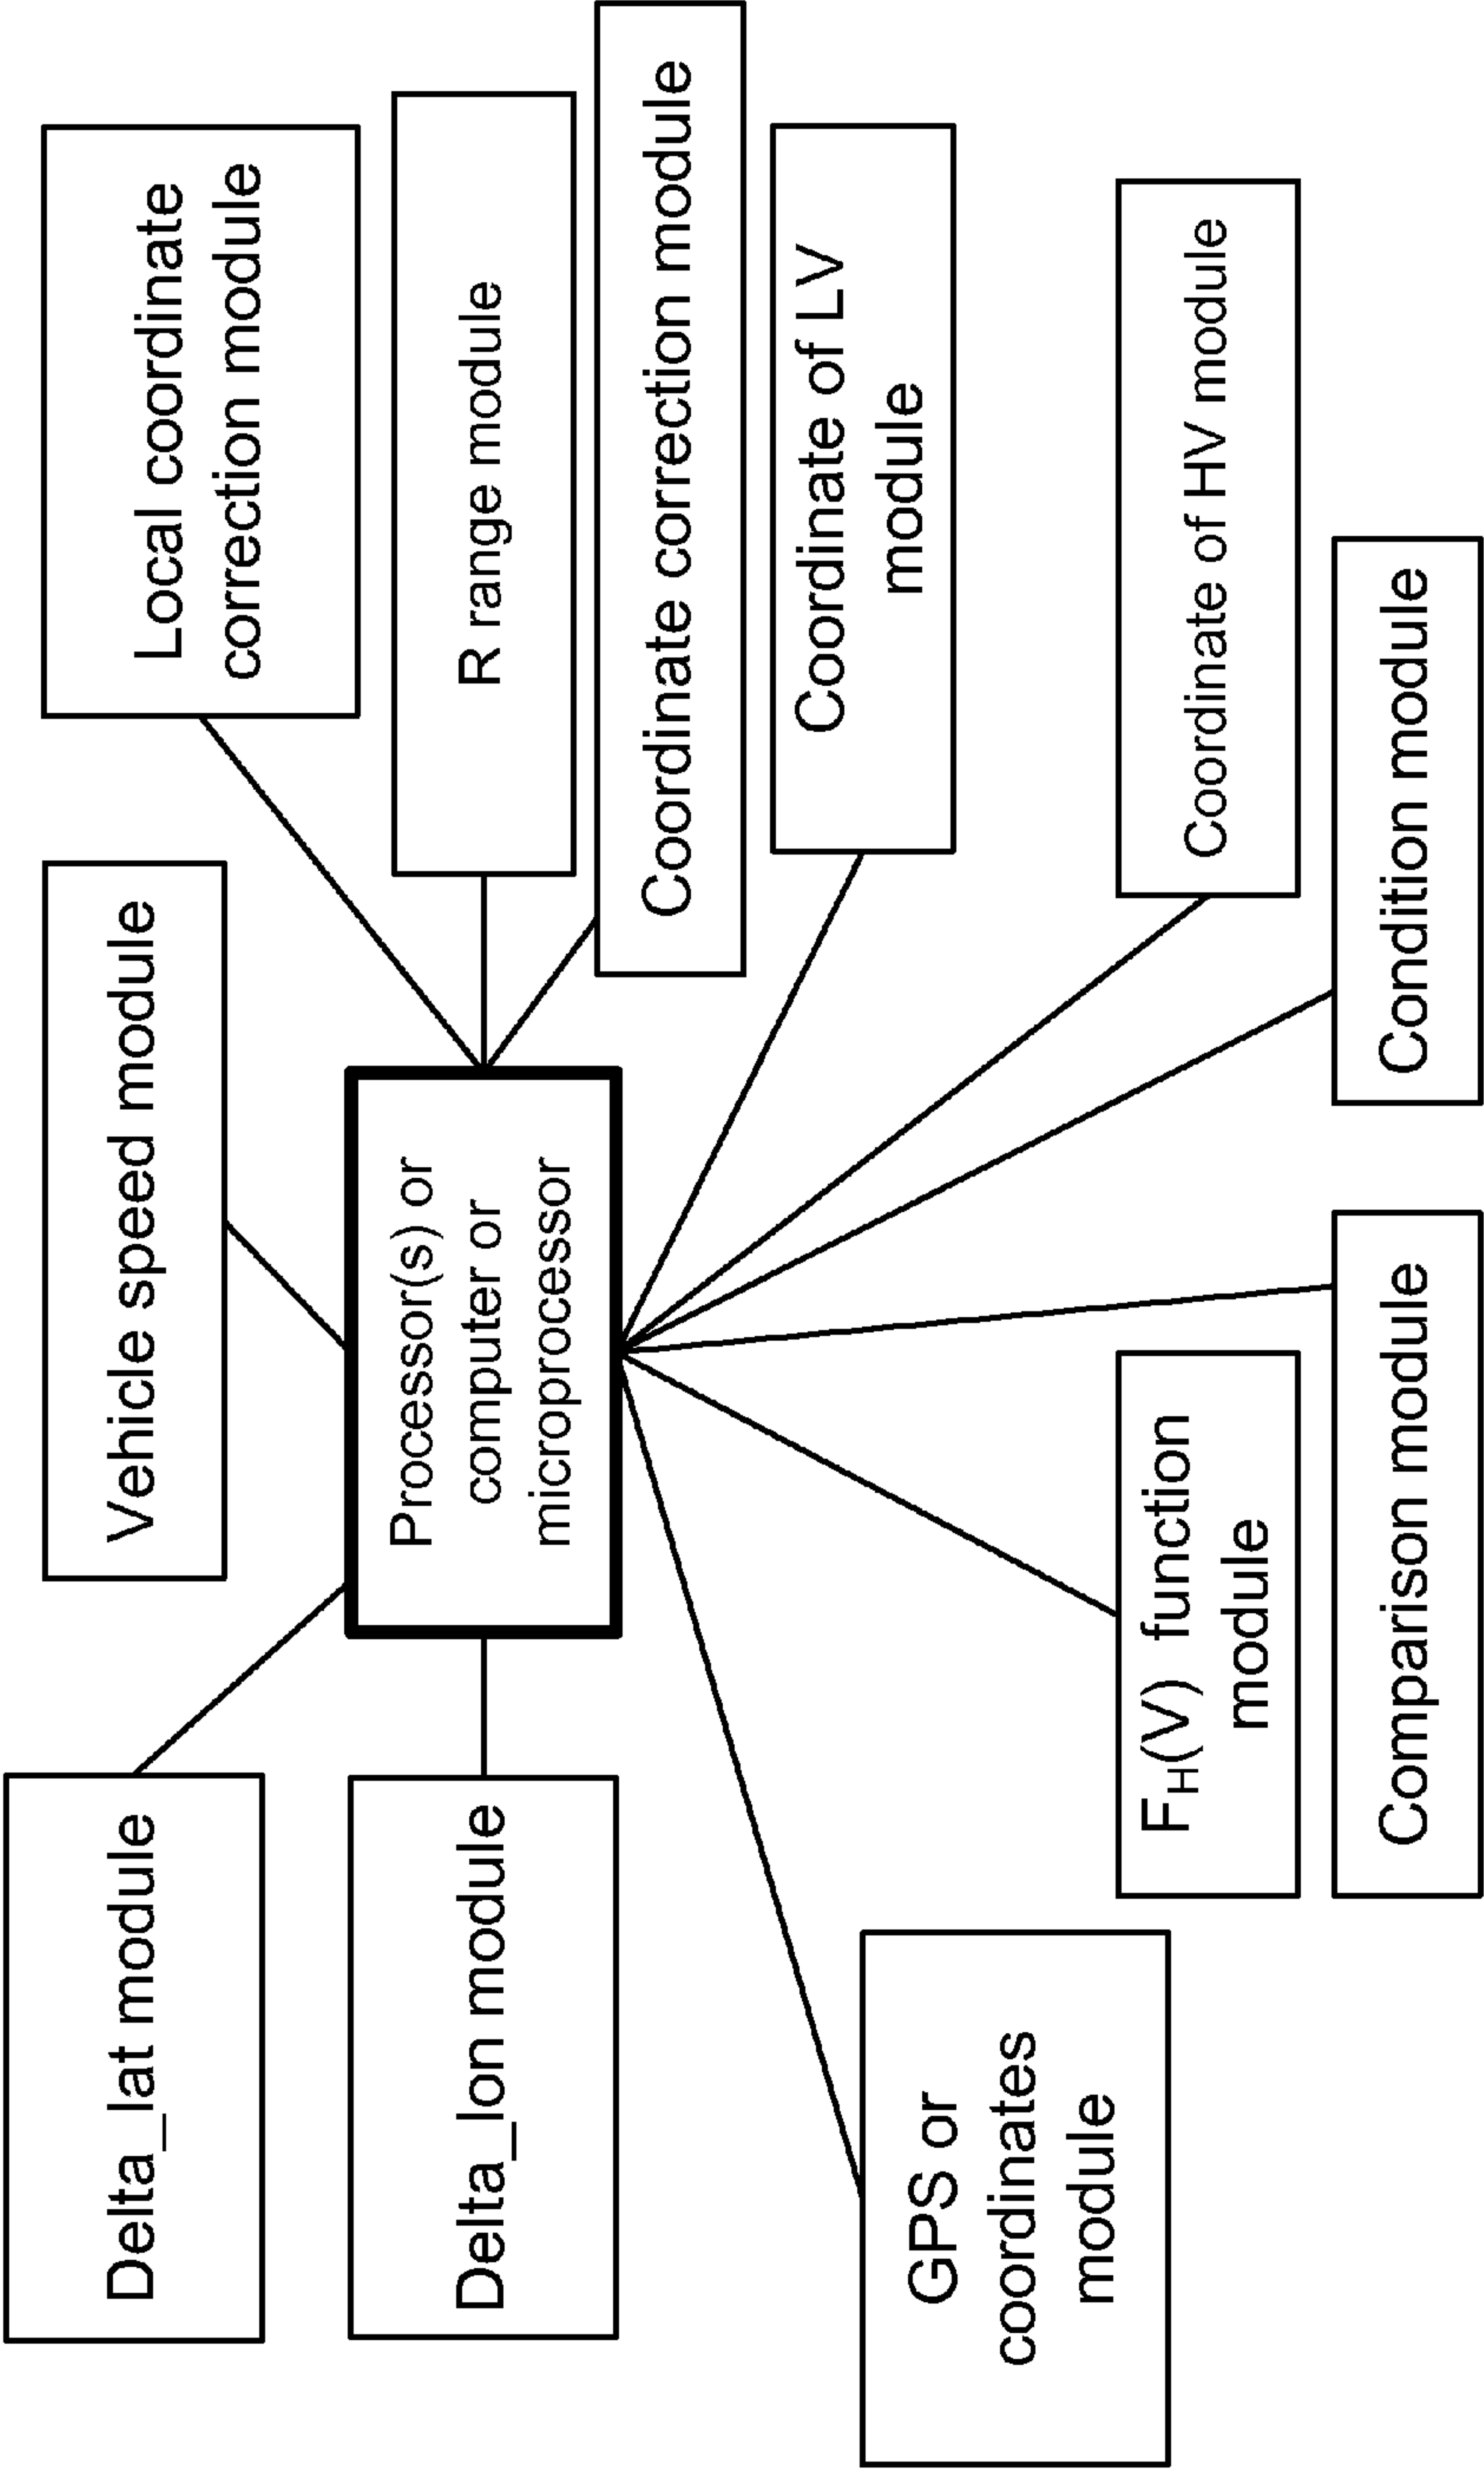 Delta_lat module
Vehicle speed module
Local coordinate
correction module
Delta_lon module
Processor(s) or
computer or
microprocessor
R range module
Coordinate correction module
Coordinate of LV
module
GPS or
coordinates
module
F_H(V) function
module
Coordinate of HV module
Comparison module
Condition module